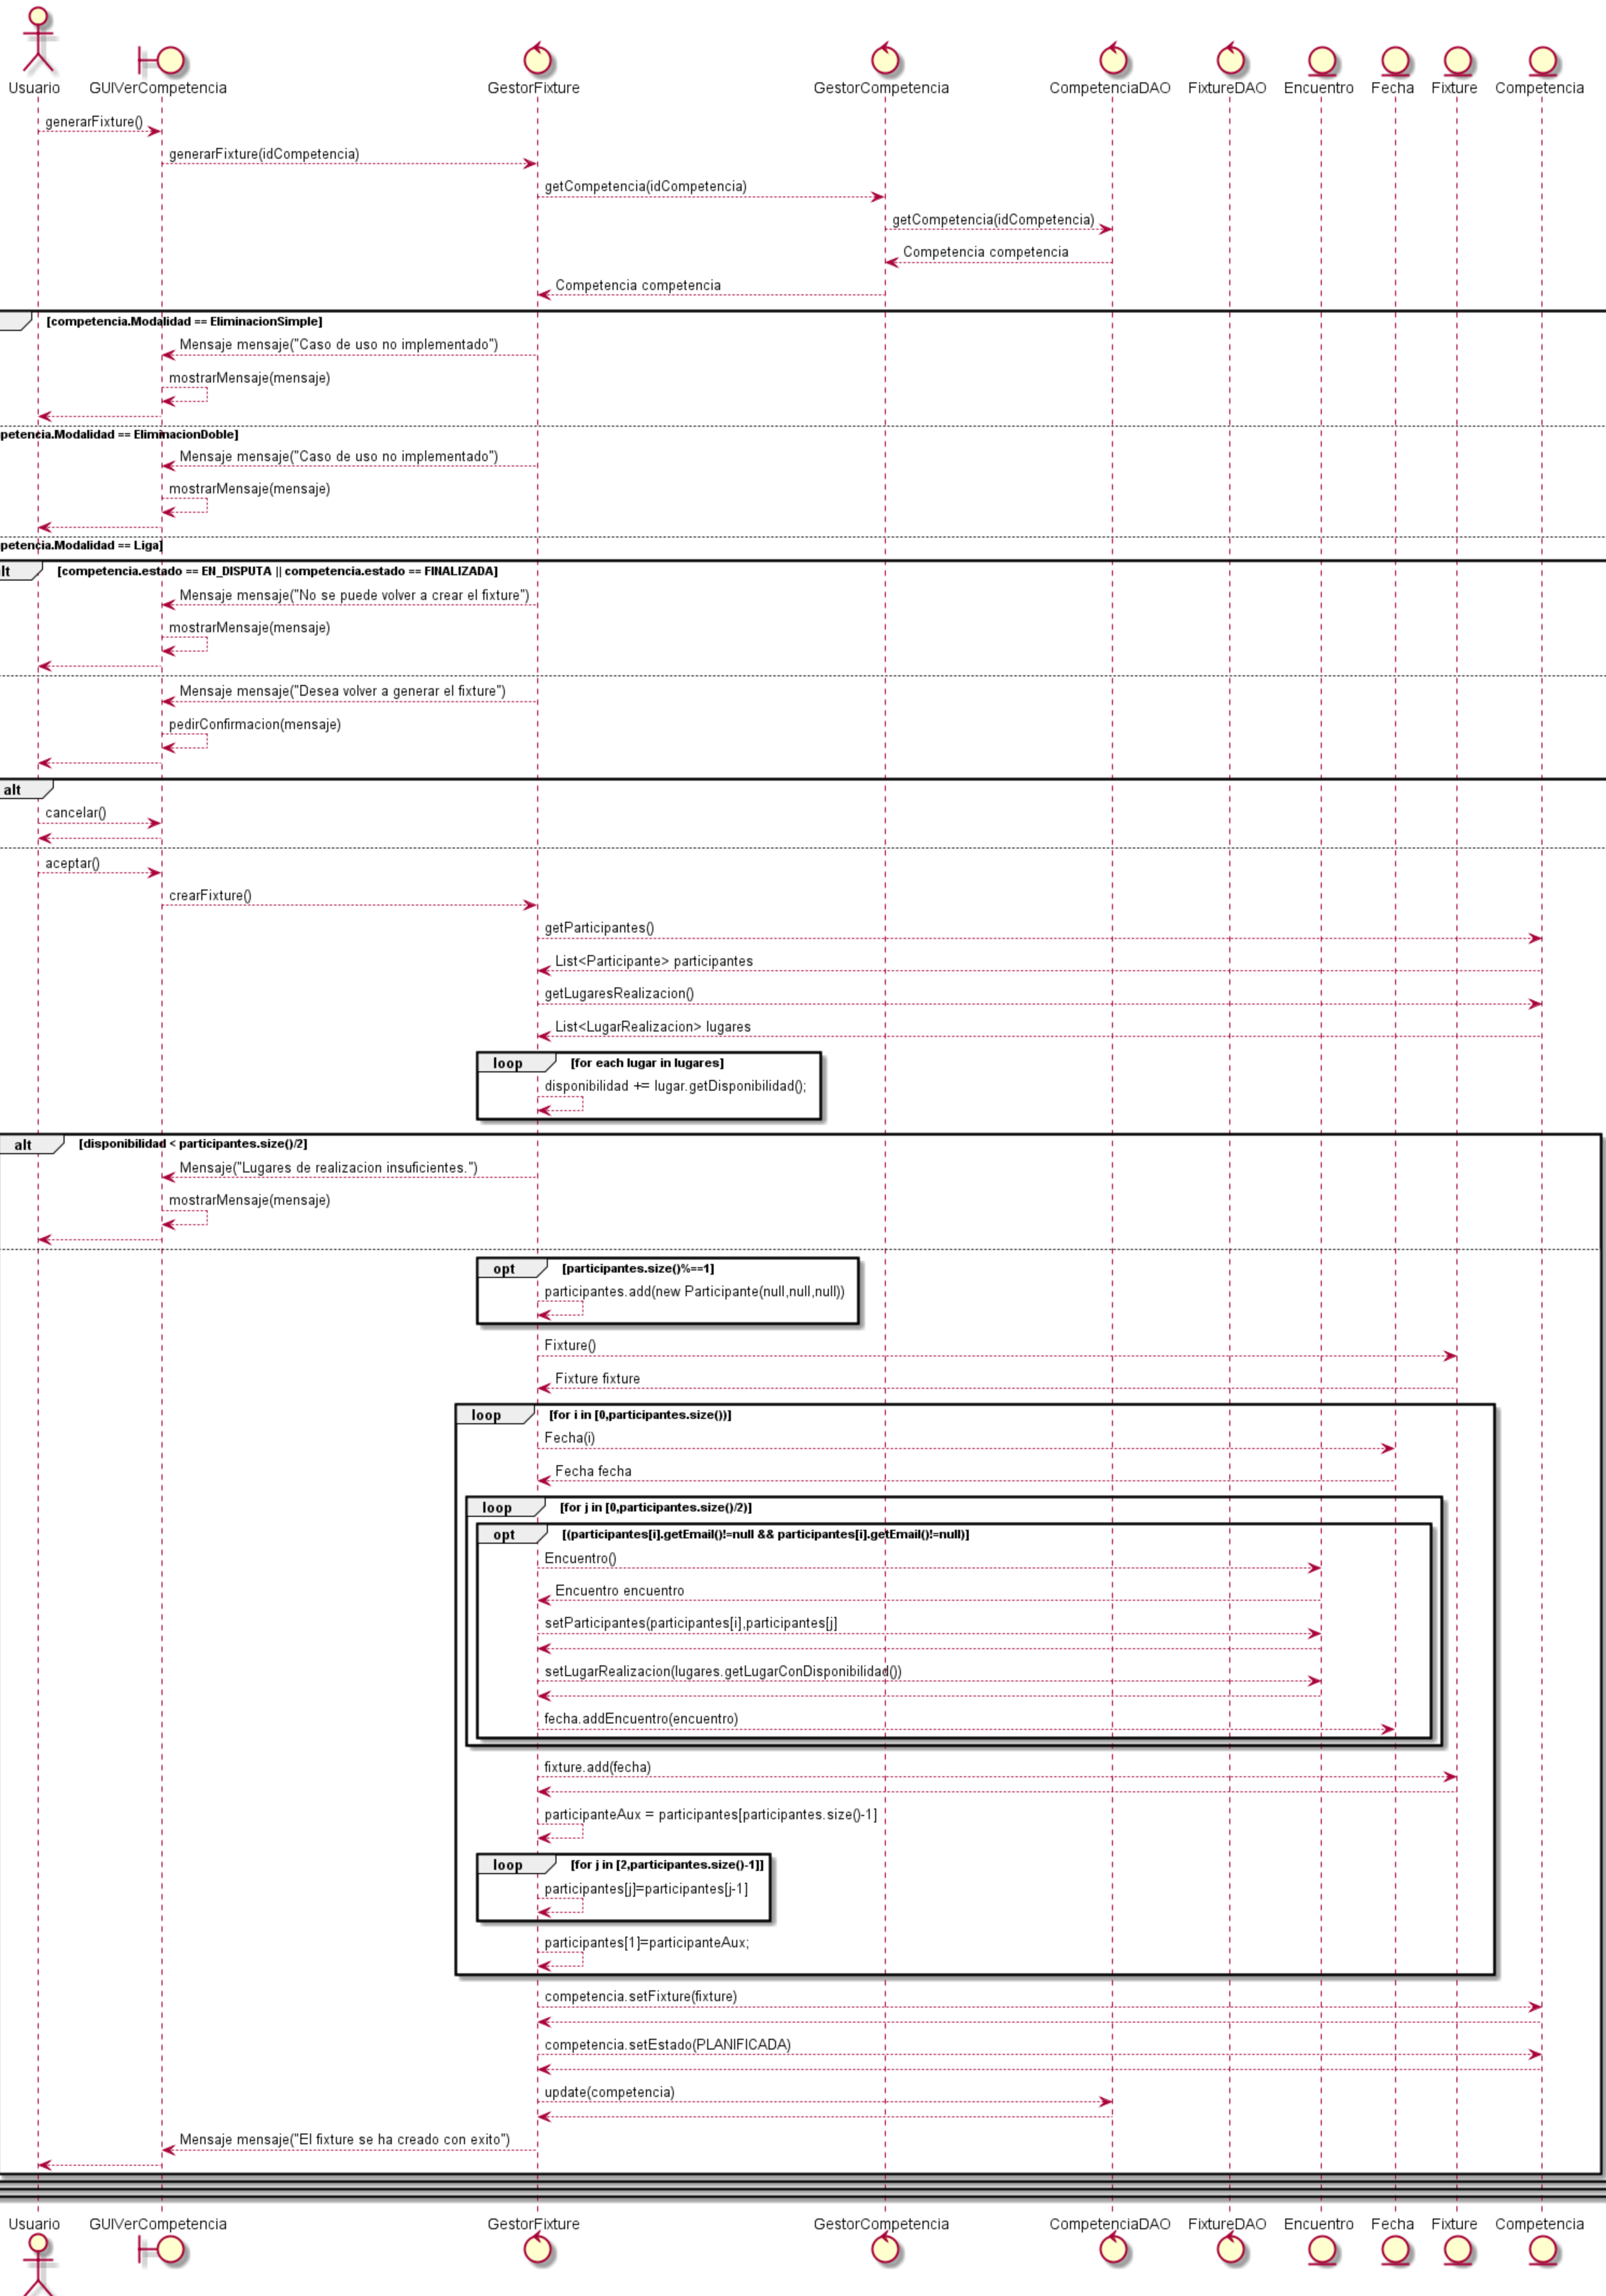 Usuario GUIVerCompetencia GestorFixture GestorCompetencia CompetenciaDAO FixtureDAO Encuentro Fecha Fixture Competencia
generarFixture()
generarFixture(idCompetencia)
getCompetencia(idCompetencia)
getCompetencia(idCompetencia)
Competencia competencia
Competencia competencia
[competencia.Modalidad == EliminacionSimple]
Mensaje mensaje("Caso de uso no implementado")
mostrarMensaje(mensaje)
petencia.Modalidad == EliminacionDoble]
Mensaje mensaje("Caso de uso no implementado")
mostrarMensaje(mensaje)
petencia.Modalidad == Liga]
lt [competencia.estado == EN_DISPUTA || competencia.estado == FINALIZADA]
Mensaje mensaje("No se puede volver a crear el fixture")
mostrarMensaje(mensaje)
Mensaje mensaje("Desea volver a generar el fixture")
pedirConfirmacion(mensaje)
alt
cancelar()
aceptar()
crearFixture()
getParticipantes()
List<Participante> participantes
getLugaresRealizacion()
List<LugarRealizacion> lugares
loop [for each lugar in lugares]
disponibilidad += lugar.getDisponibilidad();
alt [disponibilidad < participantes.size()/2]
Mensaje("Lugares de realizacion insuficientes.")
mostrarMensaje(mensaje)
opt [participantes.size()%==1]
participantes.add(new Participante(null,null,null))
Fixture()
Fixture fixture
loop [for i in [0,participantes.size())]
Fecha(i)
Fecha fecha
loop [for j in [0,participantes.size()/2)]
opt [(participantes[i].getEmail()!=null && participantes[i].getEmail()!=null)]
Encuentro()
Encuentro encuentro
setParticipantes(participantes[i],participantes[j]
setLugarRealizacion(lugares.getLugarConDisponibilidad())
fecha.addEncuentro(encuentro)
fixture.add(fecha)
participanteAux = participantes[participantes.size()-1]
loop [for j in [2,participantes.size()-1]]
participantes[j]=participantes[j-1]
participantes[1]=participanteAux;
competencia.setFixture(fixture)
competencia.setEstado(PLANIFICADA)
update(competencia)
Mensaje mensaje("El fixture se ha creado con exito")
Usuario GUIVerCompetencia GestorFixture GestorCompetencia CompetenciaDAO FixtureDAO Encuentro Fecha Fixture Competencia